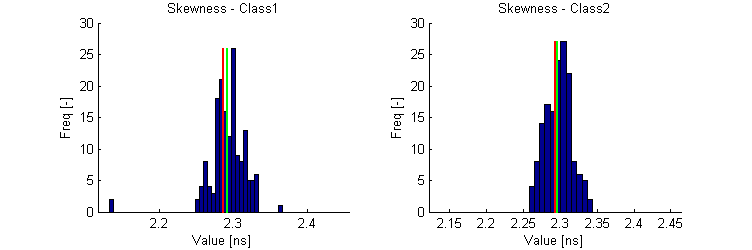 Skewness - Class1
30
25
20
15
10
5
0
Freq [-]
2.2 2.3 2.4
Value [ns]
Skewness - Class2
30
25
20
15
10
5
0
Freq [-]
2.15 2.2 2.25 2.3 2.35 2.4 2.45
Value [ns]